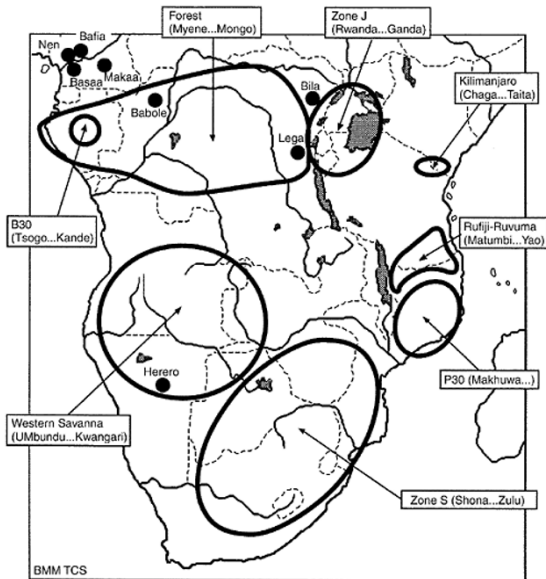 Forest
(Myene...Mongo)
Zone J
(Rwanda...Ganda)
Bafia
Nen
Basaa
Makaa
Babole
Bila
Lega
Kilimanjaro
(Chaga...Taita)
B30
(Tsogo...Kande)
Rufiji-Ruvuma
(Matumbi...Yao)
Herero
P30 (Makhuwa...)
Western Savanna
(UMbundu...Kwangari)
Zone S (Shona...Zulu)
BMM TCS